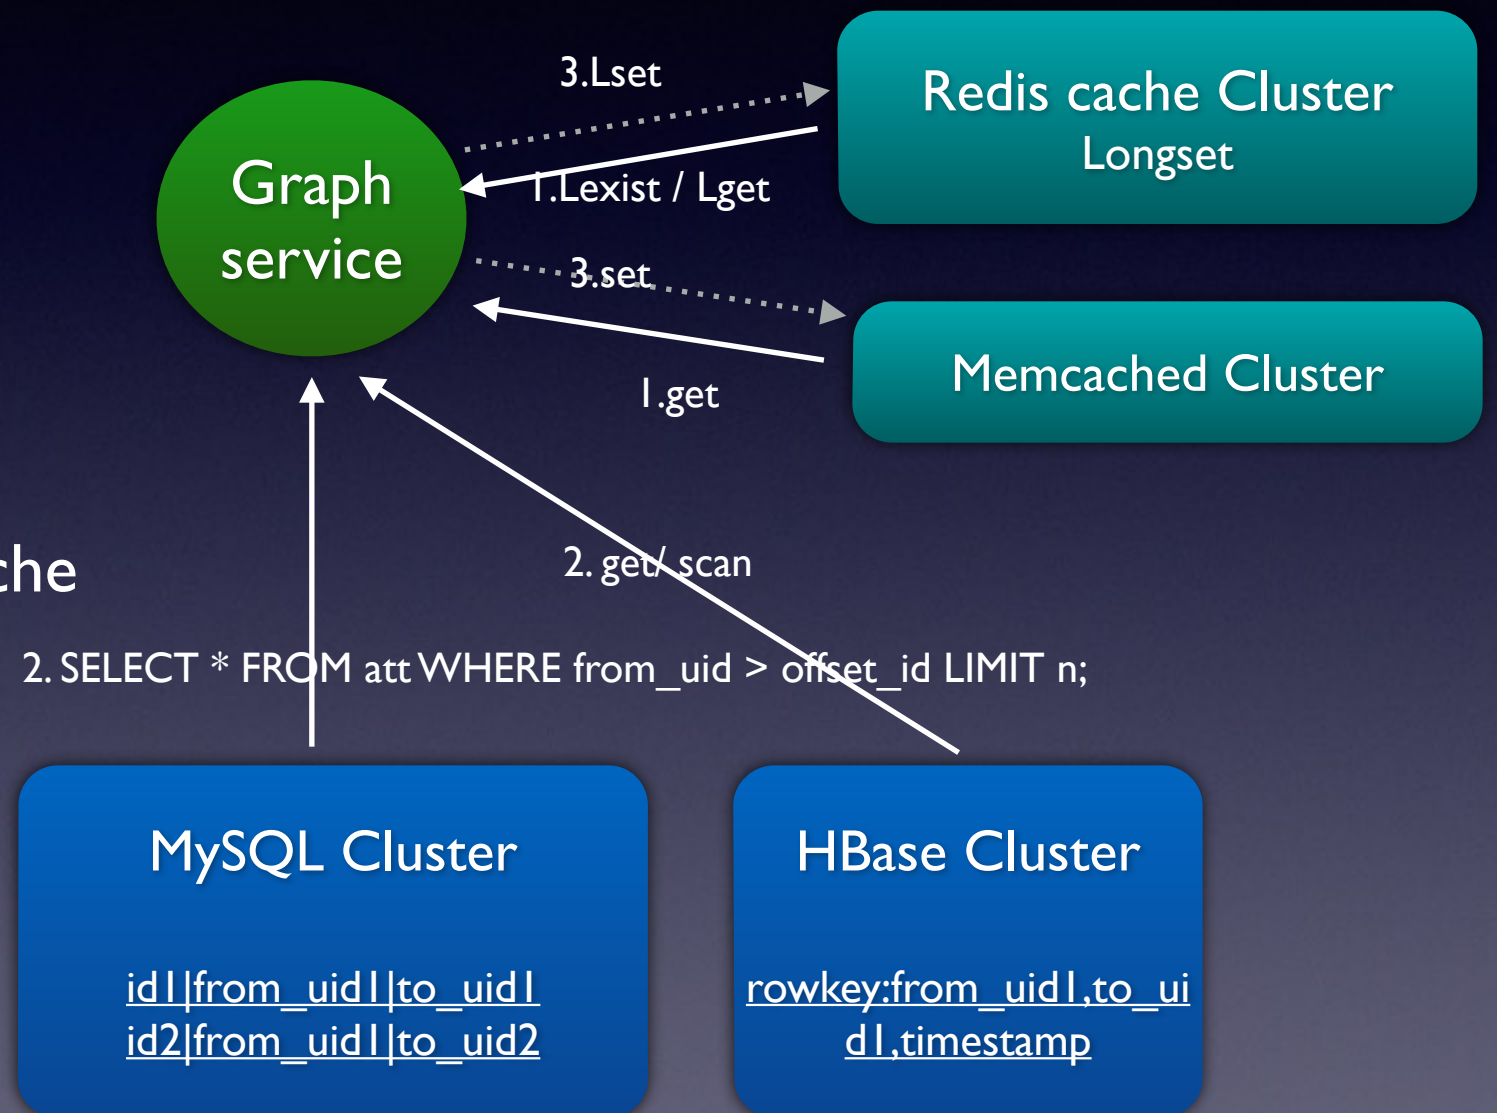 3.Lset
Redis cache Cluster
Longset
Graph
service
1.Lexist / Lget
3.set
Memcached Cluster
1.get
che
2. get/ scan
2. SELECT * FROM att WHERE from_uid > offset_id LIMIT n;
MySQL Cluster
id1|from_uid1|to_uid1
id2|from_uid1|to_uid2
HBase Cluster
rowkey:from_uid1,to_ui
d1,timestamp